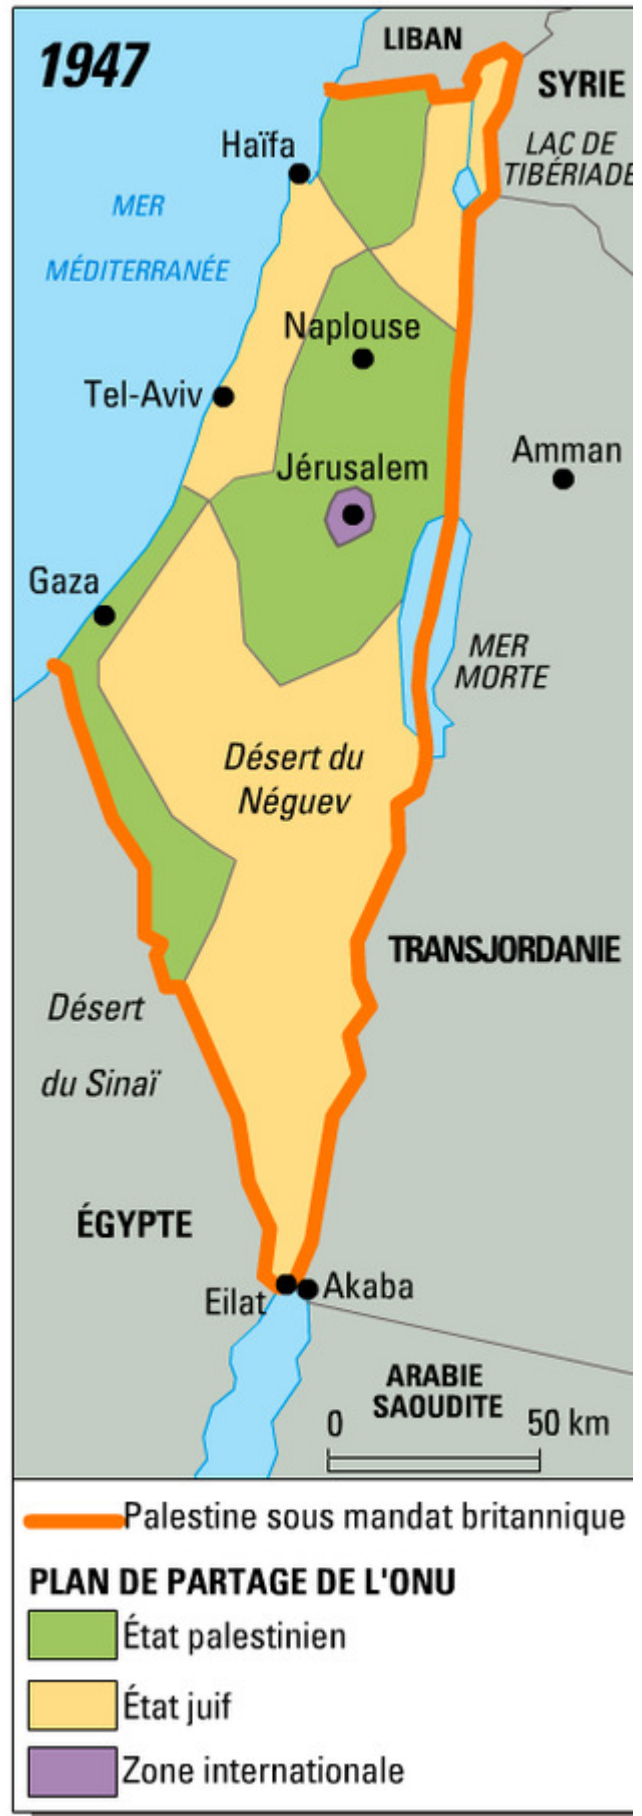 1947
LIBAN
SYRIE
LAC DE
TIBÉRIADE
Haïfa
MER
MÉDITERRANÉE
Naplouse
Tel-Aviv
Amman
Jérusalem
Gaza
MER
MORTE
Désert du
Néguev
TRANSJORDANIE
Désert
du Sinaï
ÉGYPTE
Eilat
Akaba
ARABIE
SAOUDITE
0 50 km
Palestine sous mandat britannique
PLAN DE PARTAGE DE L'ONU
État palestinien
État juif
Zone internationale